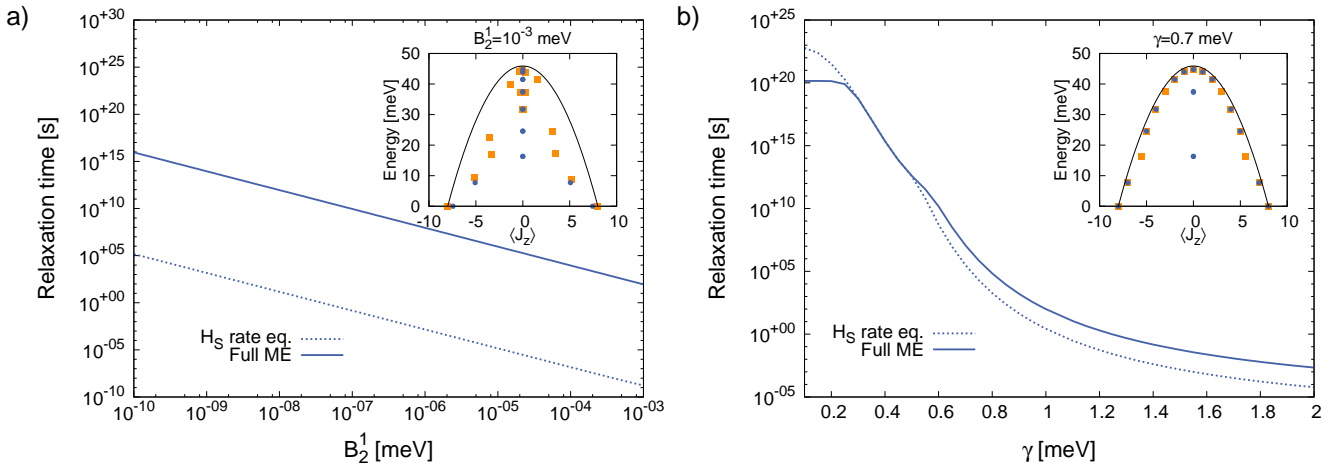 a)
Relaxation time [s]
10⁺³⁰
10⁺²⁵
10⁺²⁰
10⁺¹⁵
10⁺¹⁰
10⁺⁰⁵
10⁺⁰⁰
10⁻⁰⁵
10⁻¹⁰
10⁻¹⁰ 10⁻⁰⁹ 10⁻⁰⁸ 10⁻⁰⁷ 10⁻⁰⁶ 10⁻⁰⁵ 10⁻⁰⁴ 10⁻⁰³
B₂¹ [meV]
H_S rate eq.
Full ME
B₂¹=10⁻³ meV
Energy [meV]
50
40
30
20
10
0
-10 -5 0 5 10
⟨J_z⟩
b)
Relaxation time [s]
10⁺²⁵
10⁺²⁰
10⁺¹⁵
10⁺¹⁰
10⁺⁰⁵
10⁺⁰⁰
10⁻⁰⁵
0.2 0.4 0.6 0.8 1 1.2 1.4 1.6 1.8 2
γ [meV]
H_S rate eq.
Full ME
γ=0.7 meV
Energy [meV]
50
40
30
20
10
0
-10 -5 0 5 10
⟨J_z⟩